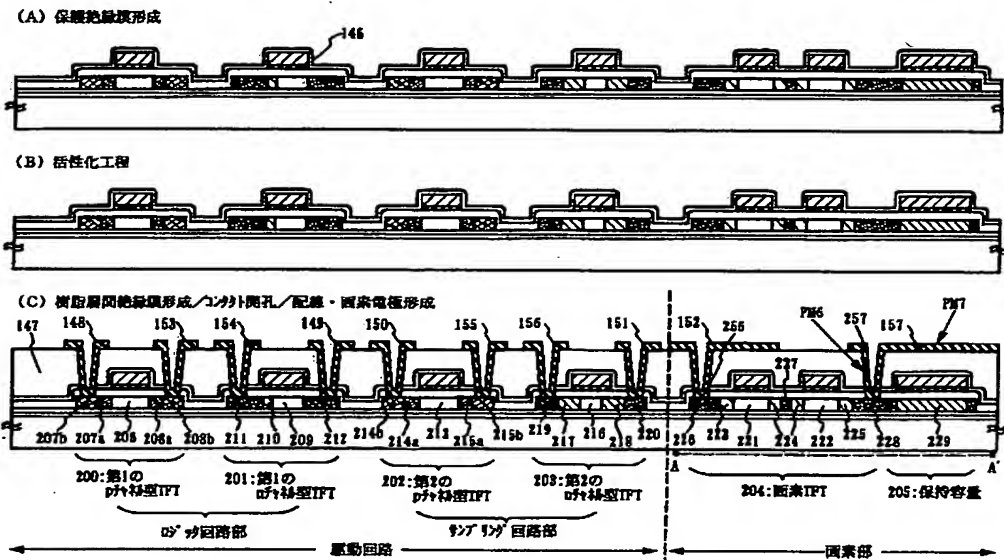 (A) 保護絶縁膜形成
146
(B) 活性化工程
(C) 樹脂層間絶縁膜形成/コンタクト開孔/配線・画素電極形成
147 148 153 154 149 150 155 156 151 152 256 227 PM6 257 157 PM7
207b 207a 206 208a 208b 211 210 209 212 214b 214a 213 215a 215b 219 217 216 218 220 226 223 221 224 222 225 228 229
A A'
200:第1のpチャネル型TFT
201:第1のnチャネル型TFT
202:第2のpチャネル型TFT
203:第2のnチャネル型TFT
204:画素TFT
205:保持容量
ロジック回路部
サンプリング回路部
駆動回路
画素部